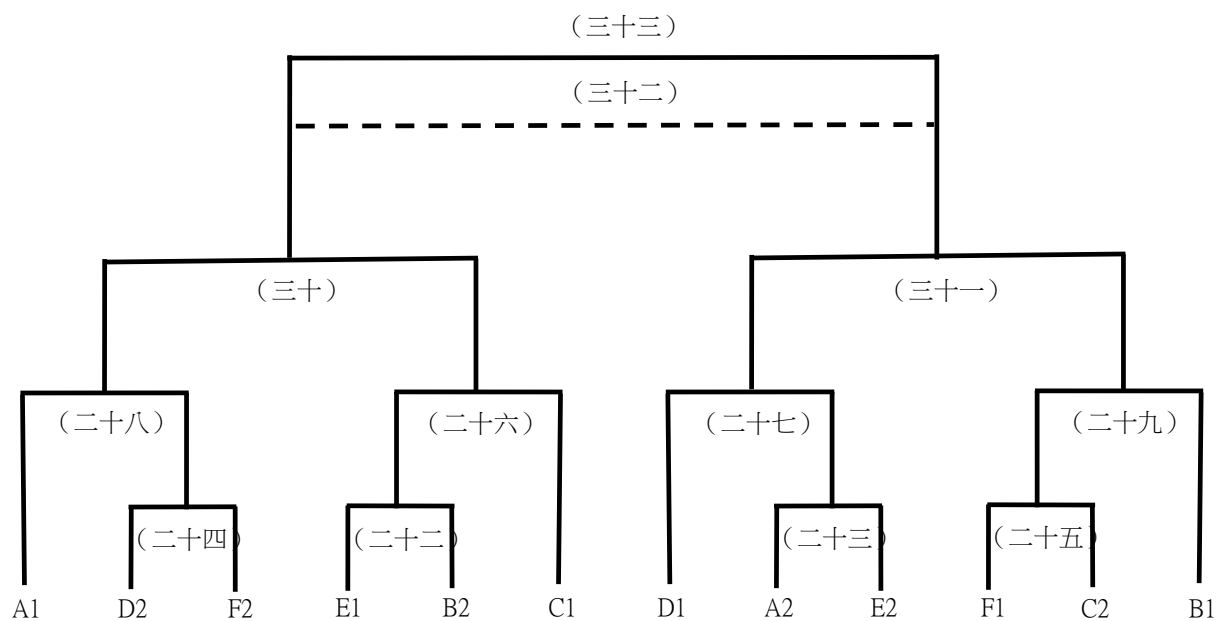 （三十三）
（三十二）
（三十）
（三十一）
（二十八）
（二十六）
（二十七）
（二十九）
（二十四）
（二十二）
（二十三）
（二十五）
A1 D2 F2 E1 B2 C1 D1 A2 E2 F1 C2 B1